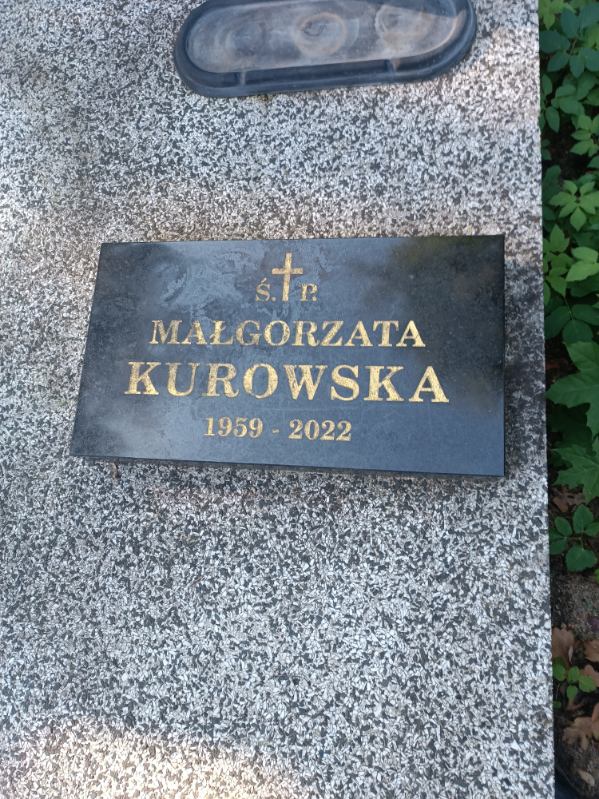 Ś. P.
MAŁGORZATA
KUROWSKA
1959 - 2022